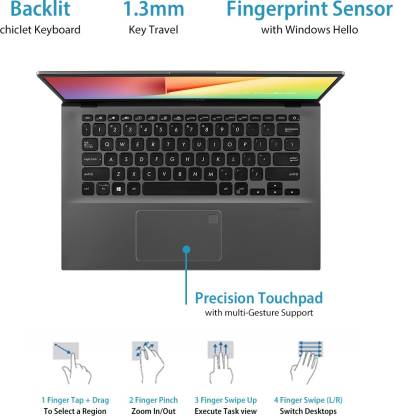 Backlit 1.3mm Fingerprint Sensor
chiclet Keyboard Key Travel with Windows Hello
Precision Touchpad
with multi-Gesture Support
1 Finger Tap + Drag 2 Finger Pinch 3 Finger Swipe Up 4 Finger Swipe (L/R)
To Select a Region Zoom In/Out Execute Task view Switch Desktops